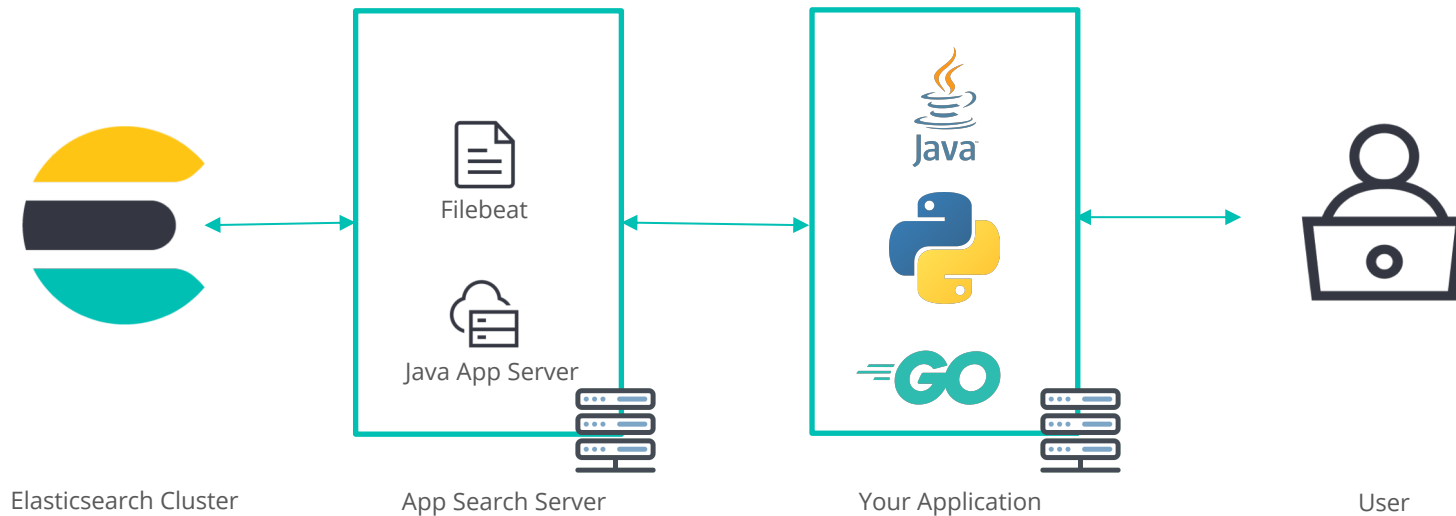 Java
Filebeat
Java App Server
GO
Elasticsearch Cluster
App Search Server
Your Application
User